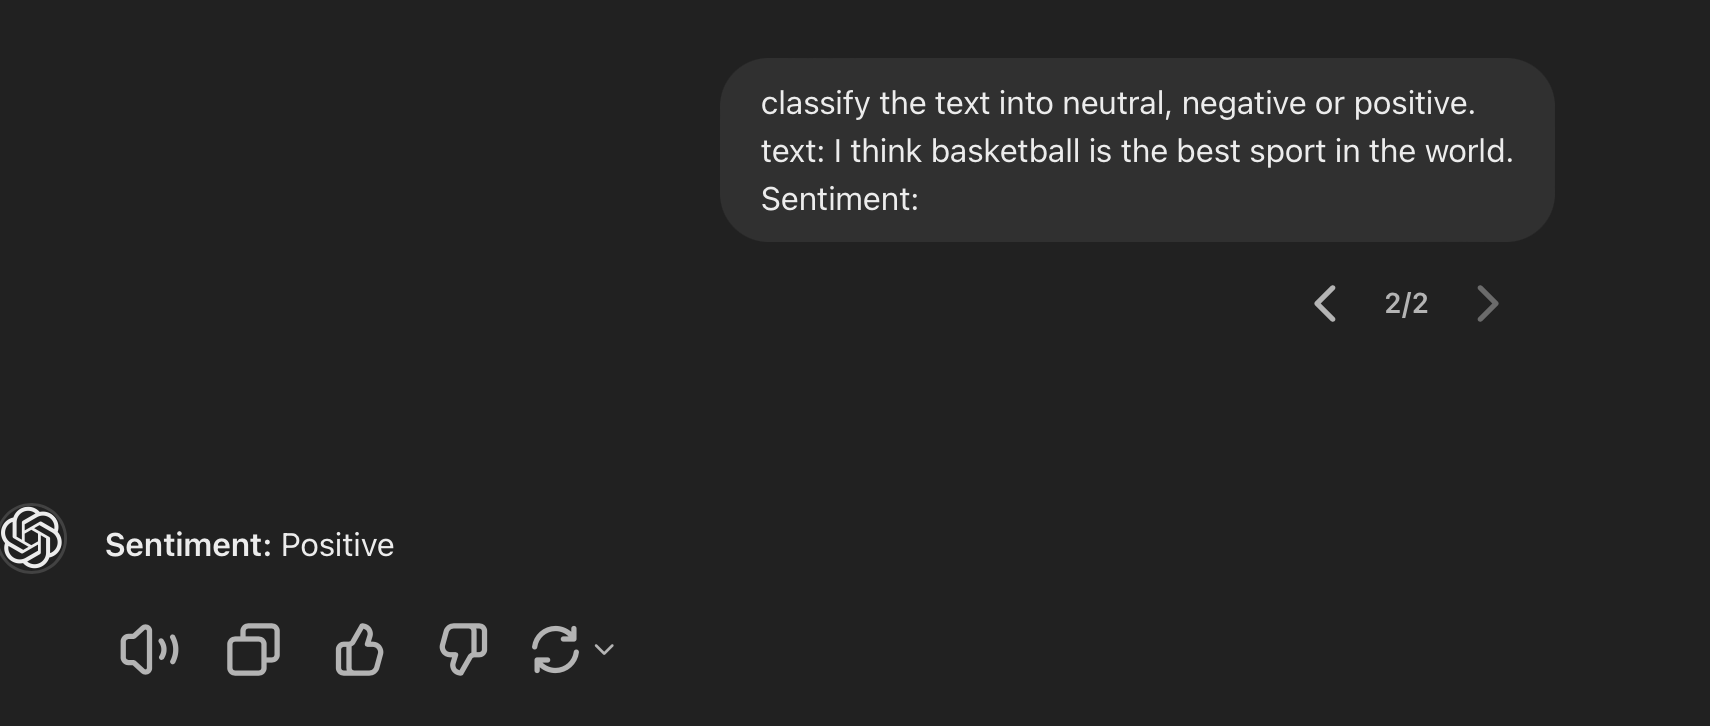 classify the text into neutral, negative or positive.
text: I think basketball is the best sport in the world.
Sentiment:
2/2
Sentiment: Positive